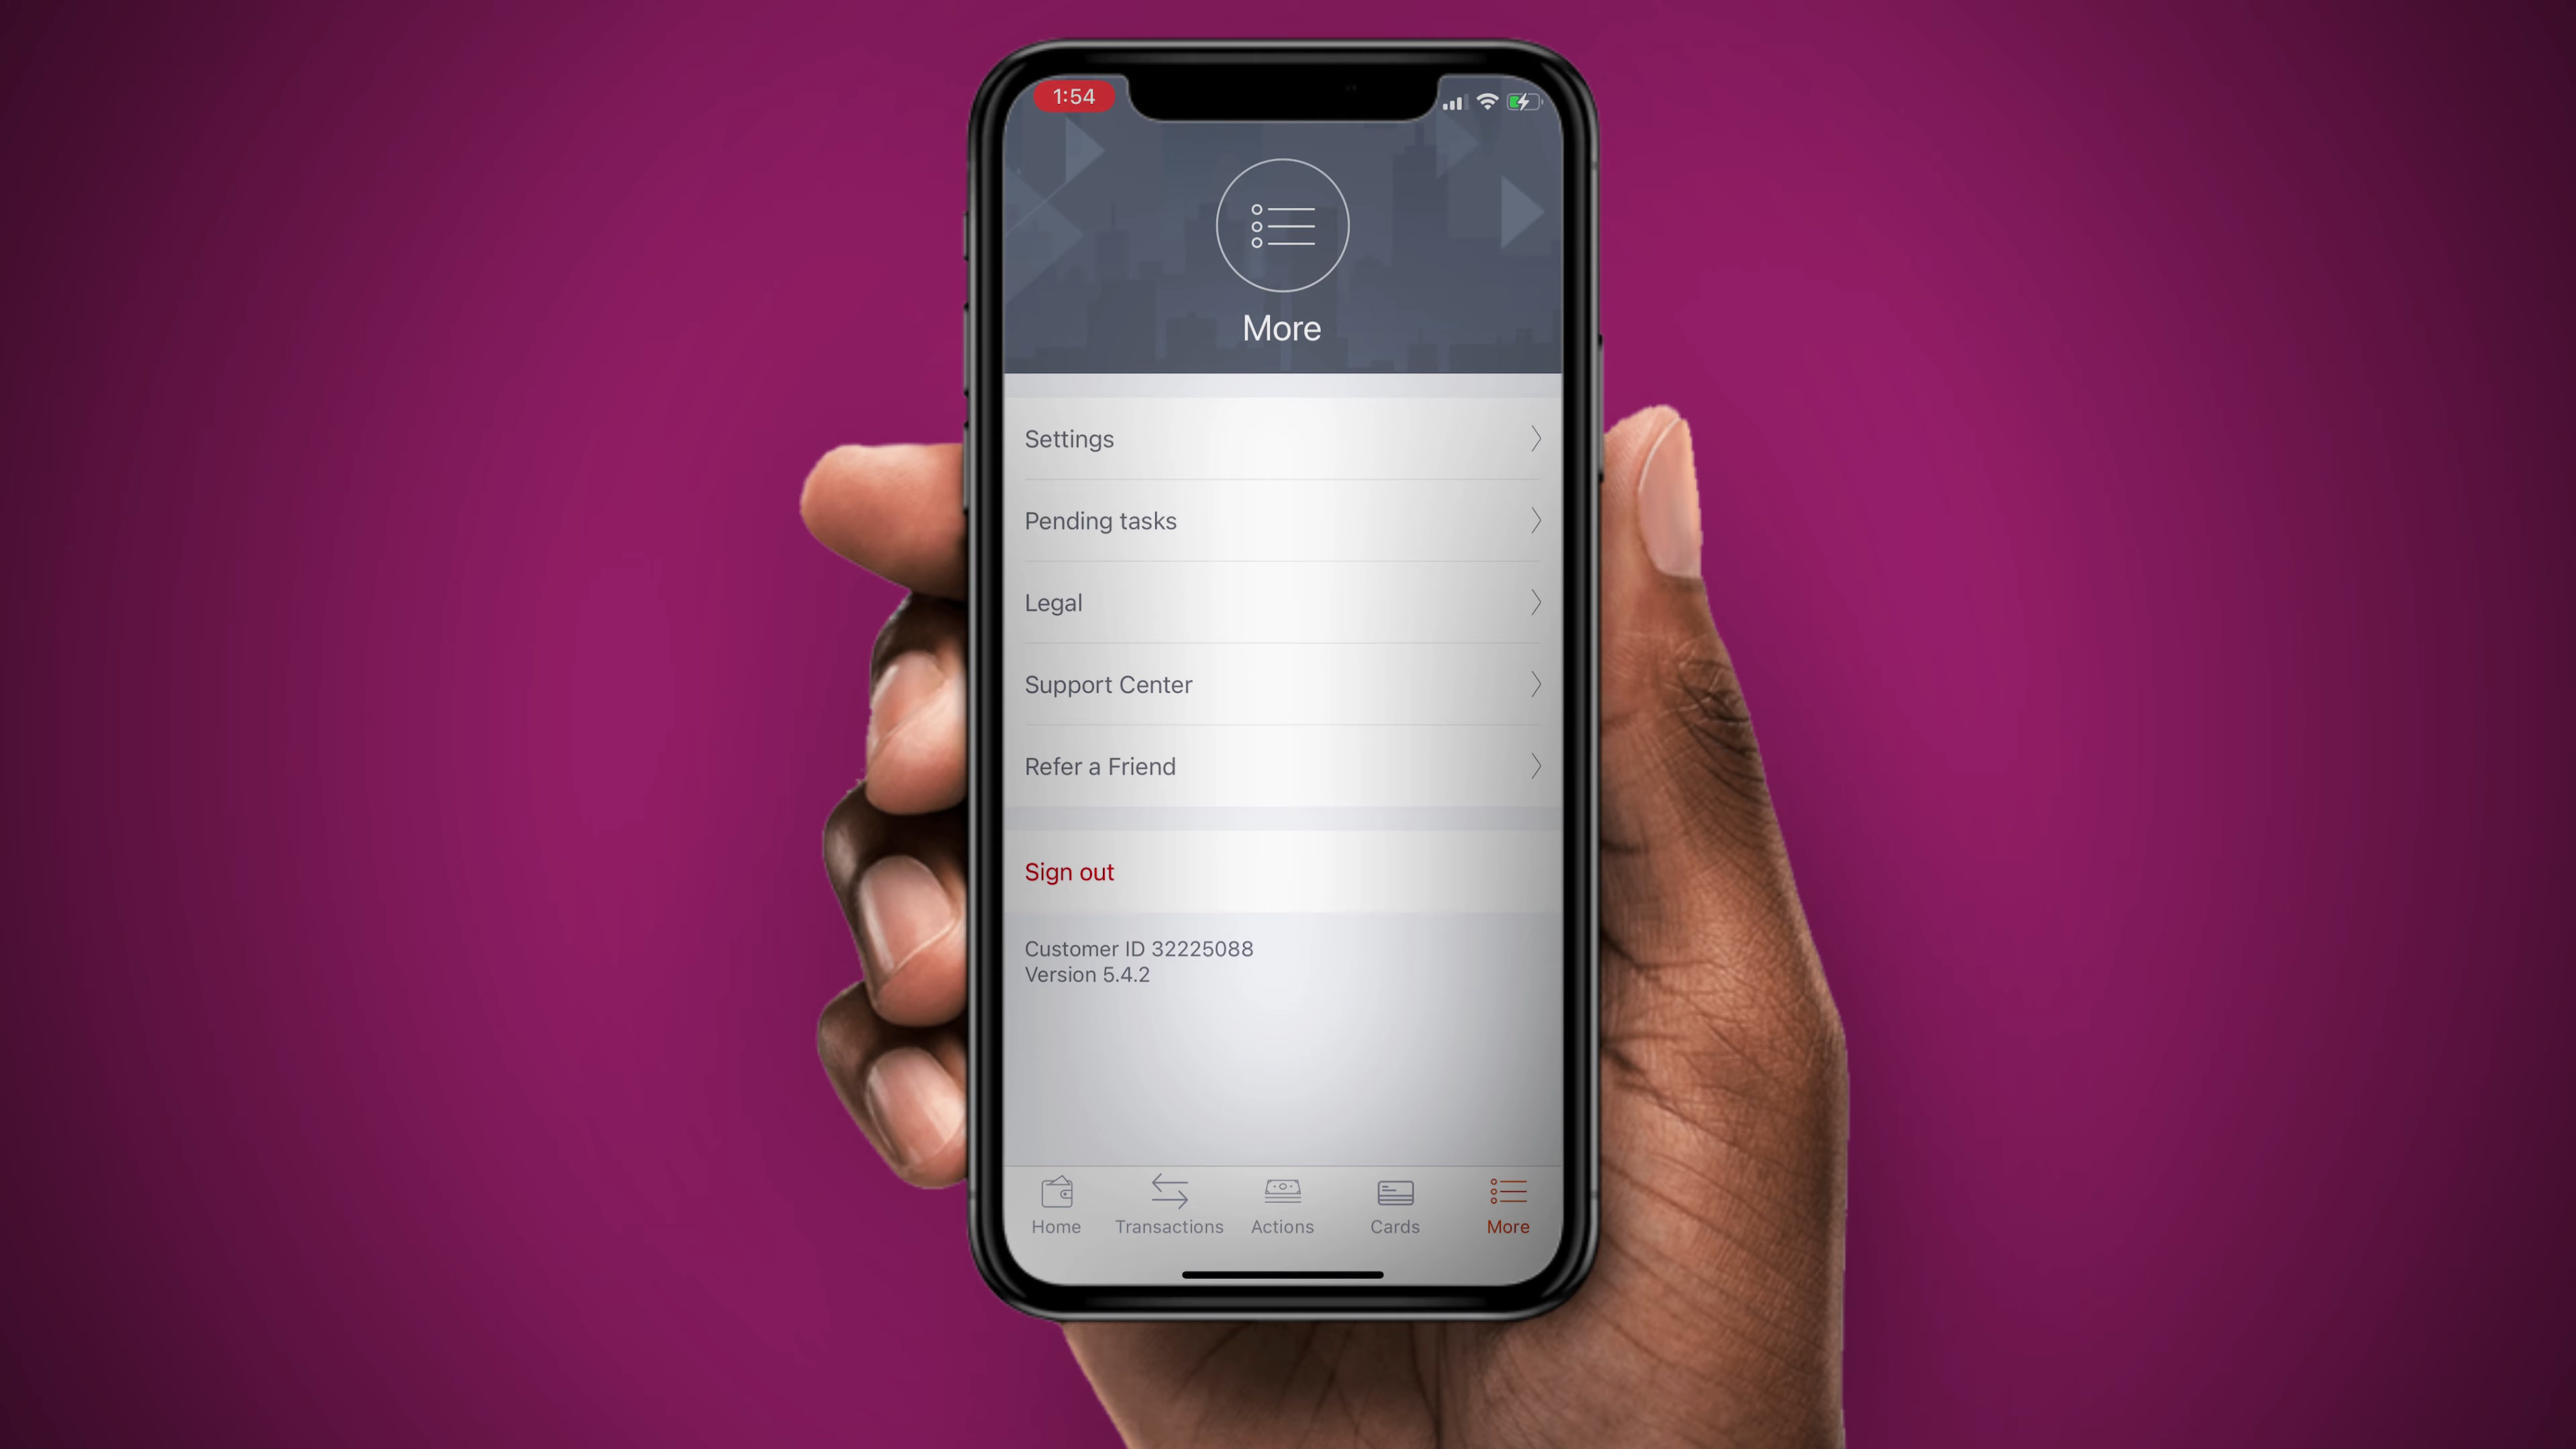 1:54
More
Settings
Pending tasks
Legal
Support Center
Refer a Friend
Sign out
Customer ID 32225088
Version 5.4.2
Home
Transactions
Actions
Cards
More